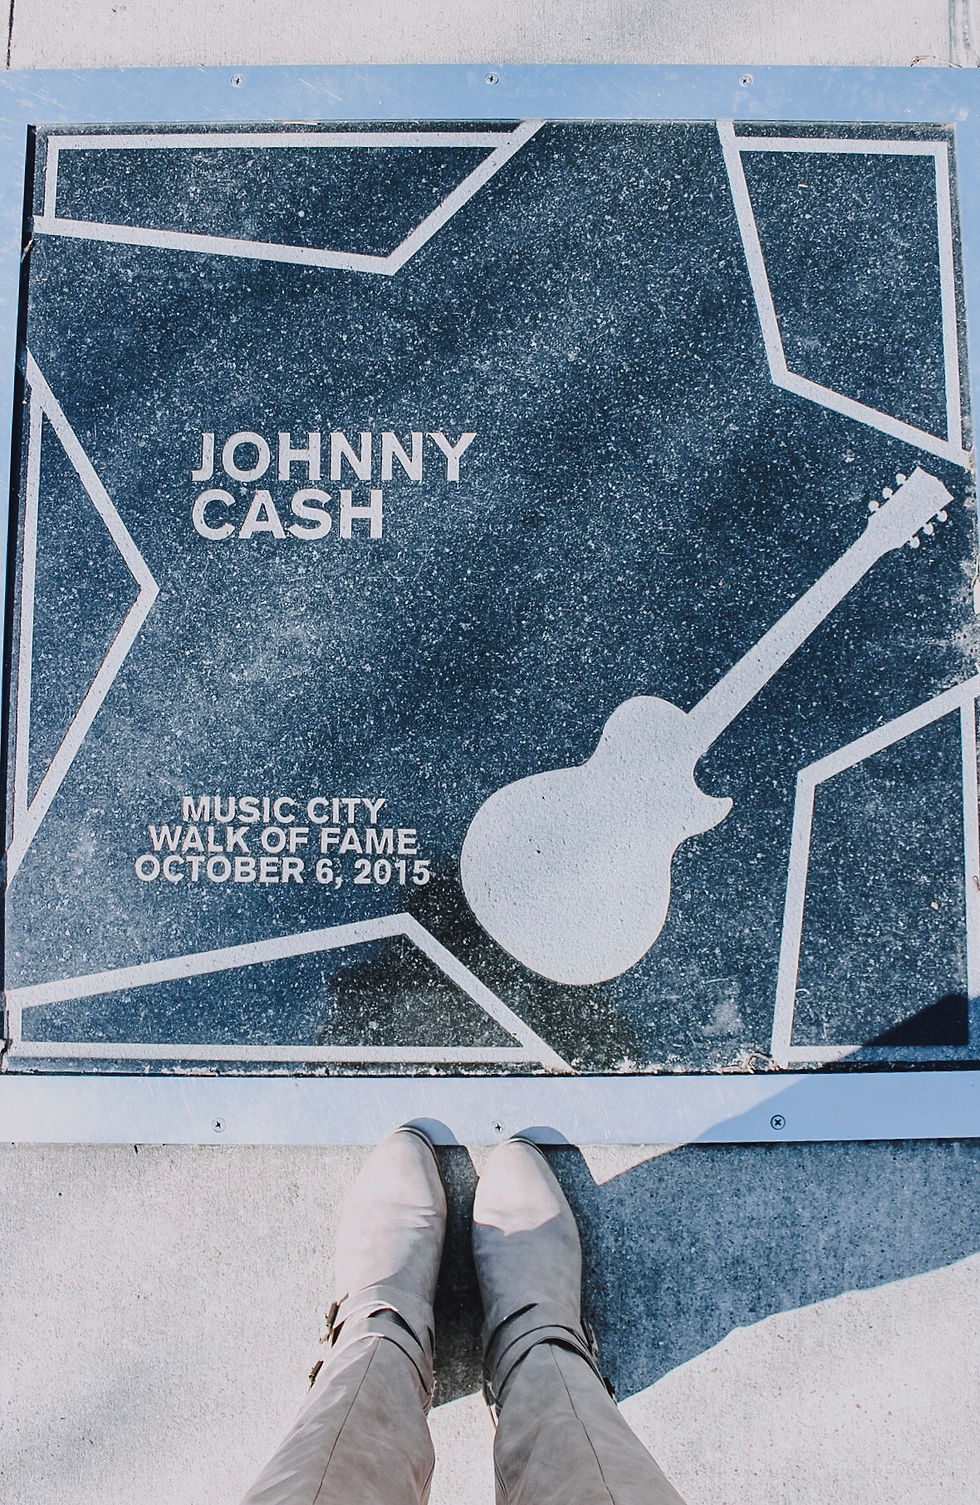 JOHNNY
CASH
MUSIC CITY
WALK OF FAME
OCTOBER 6, 2015